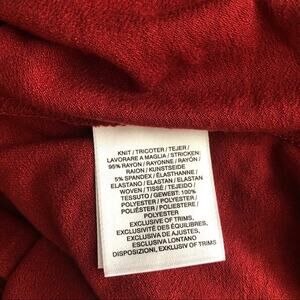 KNIT / TRICOTER / TEJER /
LAVORARE A MAGLIA / STRICKEN:
95% RAYON / RAYONNE / RAYÓN /
RAION / KUNSTSEIDE
5% SPANDEX / ÉLASTHANNE /
ELASTANO / ELASTAN / ELASTAN
WOVEN / TISSÉ / TEJEIDO /
TESSUTO / GEWEBT: 100%
POLYESTER / POLYESTER /
POLIÉSTER / POLIESTERE /
POLYESTER
EXCLUSIVE OF TRIMS,
EXCLUSIVITÉ DES ÉQUILIBRES,
EXCLUSIVA DE AJUSTES,
ESCLUSIVA LONTANO
DISPOSIZIONI, EXKLUSIV OF TRIMS